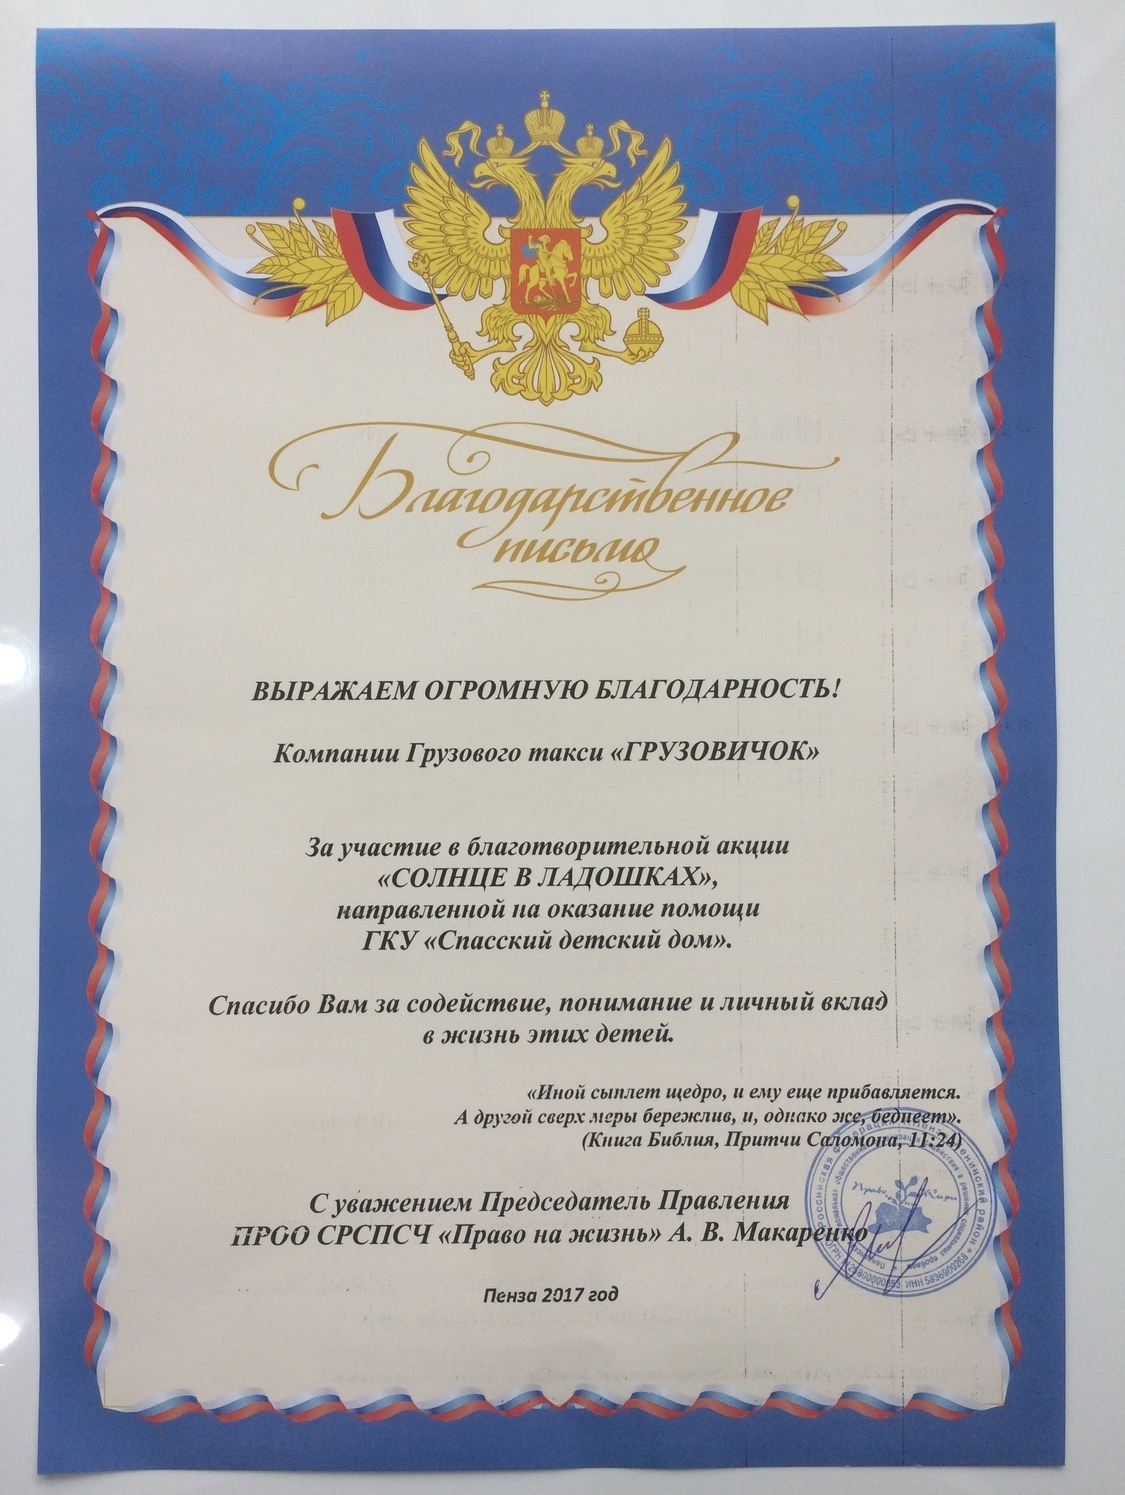 Благодарственное
письмо
ВЫРАЖАЕМ ОГРОМНУЮ БЛАГОДАРНОСТЬ!
Компании Грузового такси «ГРУЗОВИЧОК»
За участие в благотворительной акции
«СОЛНЦЕ В ЛАДОШКАХ»,
направленной на оказание помощи
ГКУ «Спасский детский дом».
Спасибо Вам за содействие, понимание и личный вклад
в жизнь этих детей.
«Иной сыплет щедро, и ему еще прибавляется.
А другой сверх меры бережлив, и, однако же, беднеет».
(Книга Библия, Притчи Саломона, 11:24)
С уважением Председатель Правления
ПРОО СРСПСЧ «Право на жизнь» А. В. Макаренко
Пенза 2017 год